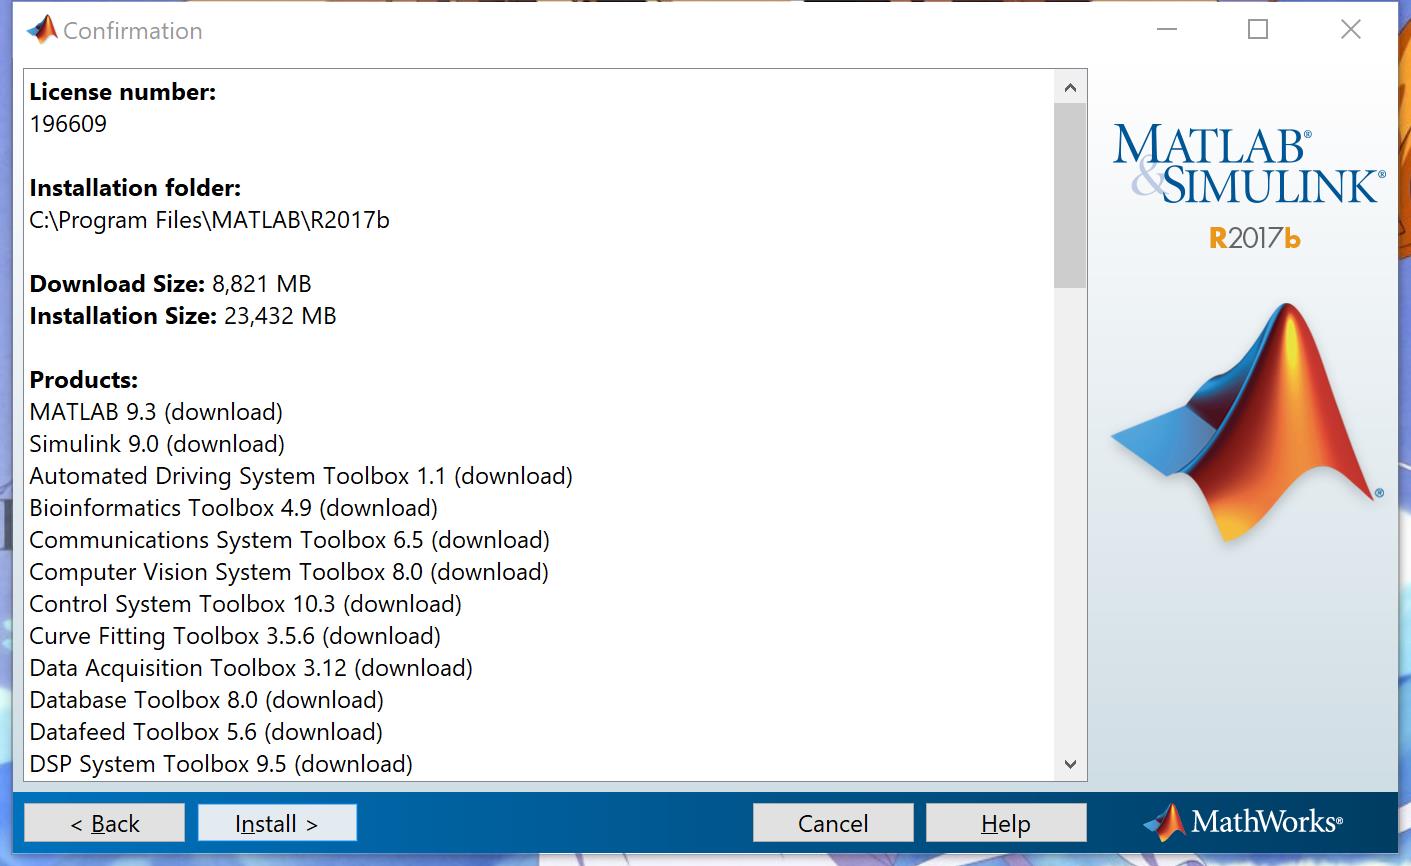 Confirmation
License number:
196609
Installation folder:
C:\Program Files\MATLAB\R2017b
Download Size: 8,821 MB
Installation Size: 23,432 MB
Products:
MATLAB 9.3 (download)
Simulink 9.0 (download)
Automated Driving System Toolbox 1.1 (download)
Bioinformatics Toolbox 4.9 (download)
Communications System Toolbox 6.5 (download)
Computer Vision System Toolbox 8.0 (download)
Control System Toolbox 10.3 (download)
Curve Fitting Toolbox 3.5.6 (download)
Data Acquisition Toolbox 3.12 (download)
Database Toolbox 8.0 (download)
Datafeed Toolbox 5.6 (download)
DSP System Toolbox 9.5 (download)
MATLAB®
&SIMULINK®
R2017b
®
< Back
Install >
Cancel
Help
MathWorks®